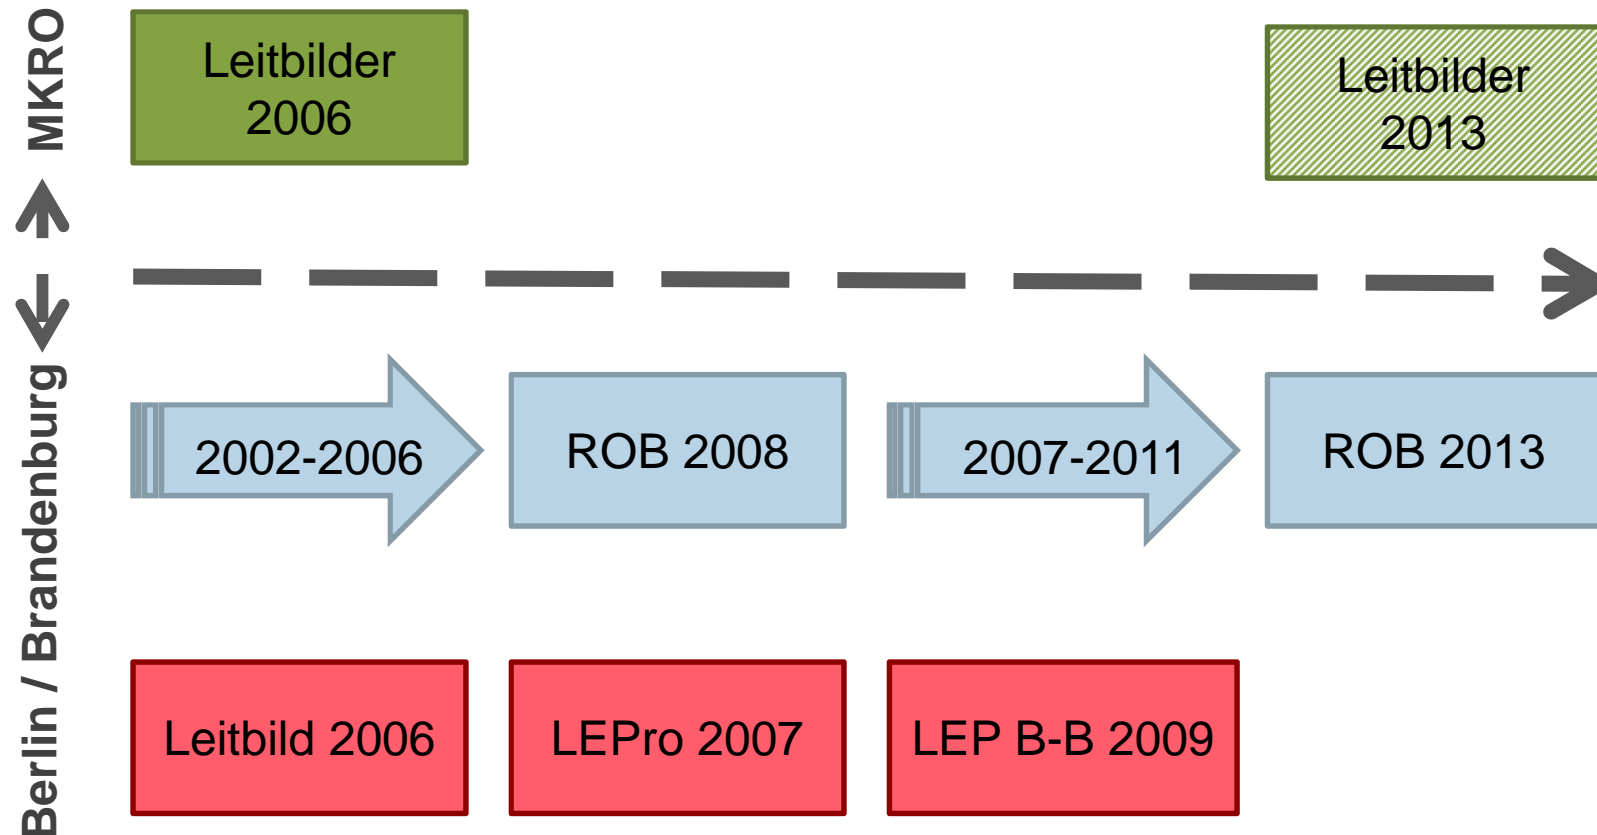 MKRO
Leitbilder
2006
Leitbilder
2013
Berlin / Brandenburg
2002-2006
ROB 2008
2007-2011
ROB 2013
Leitbild 2006
LEPro 2007
LEP B-B 2009